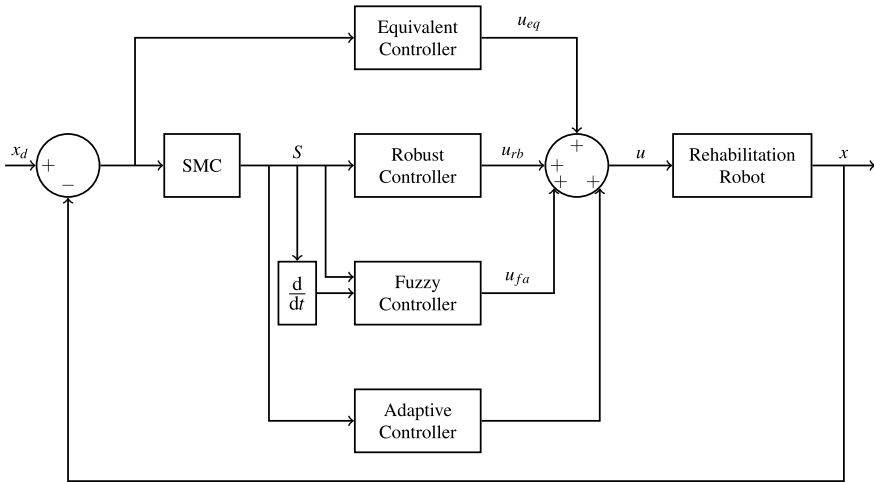 Equivalent
Controller
u_eq
x_d
+
−
SMC
S
Robust
Controller
u_rb
+
+
+
+
u
Rehabilitation
Robot
x
d
dt
Fuzzy
Controller
u_fa
Adaptive
Controller